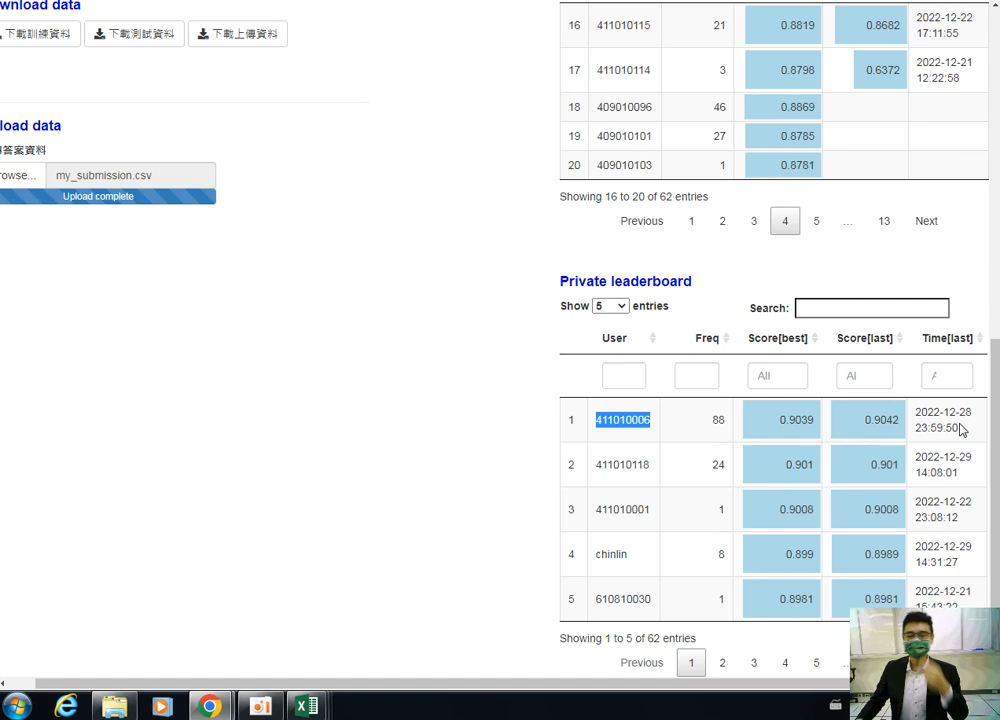 wnload data
下載訓練資料 下載測試資料 下載上傳資料
load data
答案資料
owse... my_submission.csv
Upload complete
16 411010115 21 0.8819 0.8682 2022-12-22 17:11:55
17 411010114 3 0.8798 0.6372 2022-12-21 12:22:58
18 409010096 46 0.8869
19 409010101 27 0.8785
20 409010103 1 0.8781
Showing 16 to 20 of 62 entries
Previous 1 2 3 4 5 … 13 Next
Private leaderboard
Show 5 entries Search:
User Freq Score[best] Score[last] Time[last]
All Al A
1 411010006 88 0.9039 0.9042 2022-12-28 23:59:50
2 411010118 24 0.901 0.901 2022-12-29 14:08:01
3 411010001 1 0.9008 0.9008 2022-12-22 23:08:12
4 chinlin 8 0.899 0.8989 2022-12-29 14:31:27
5 610810030 1 0.8981 0.8981 2022-12-21 15:43:22
Showing 1 to 5 of 62 entries
Previous 1 2 3 4 5 …